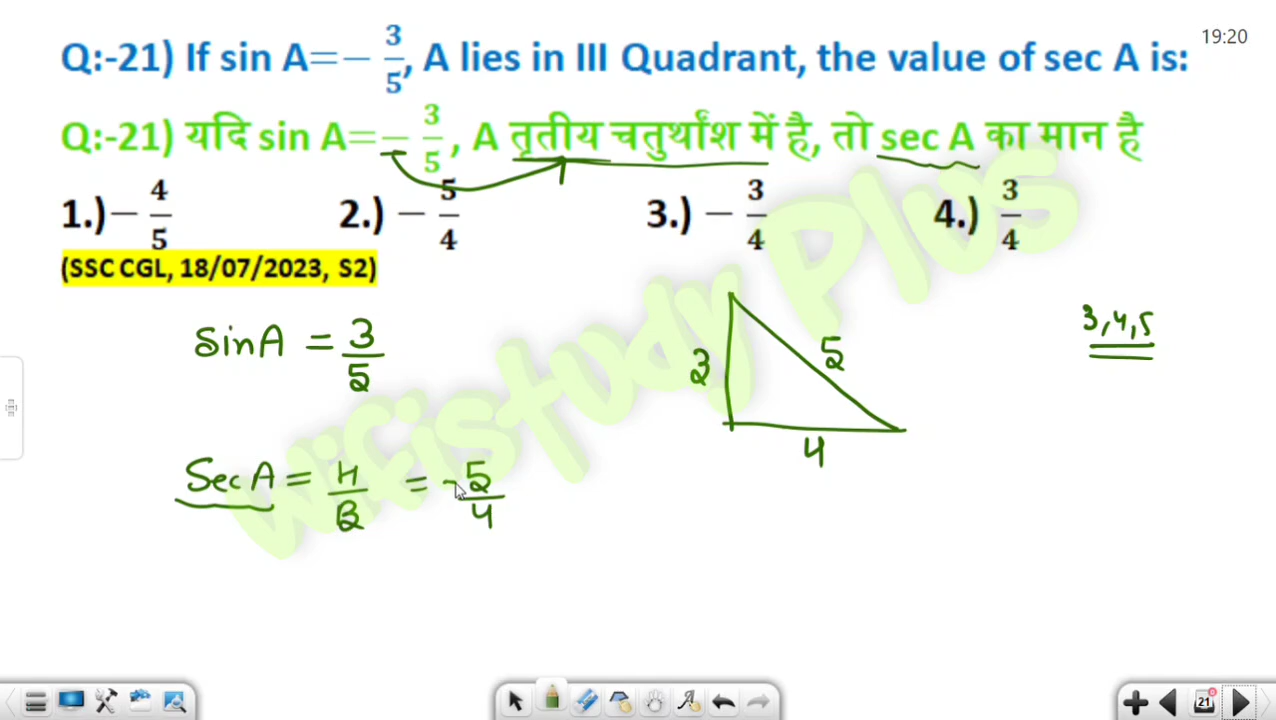 19:20
Q:-21) If sin A=− 3/5, A lies in III Quadrant, the value of sec A is:
Q:-21) यदि sin A=− 3/5, A तृतीय चतुर्थांश में है, तो sec A का मान है
1.)− 4/5 2.) − 5/4 3.) − 3/4 4.) 3/4
(SSC CGL, 18/07/2023, S2)
sinA = 3/5
3 5 4
3,4,5
SecA = H/B = -5/4
wifistudy Plus
21